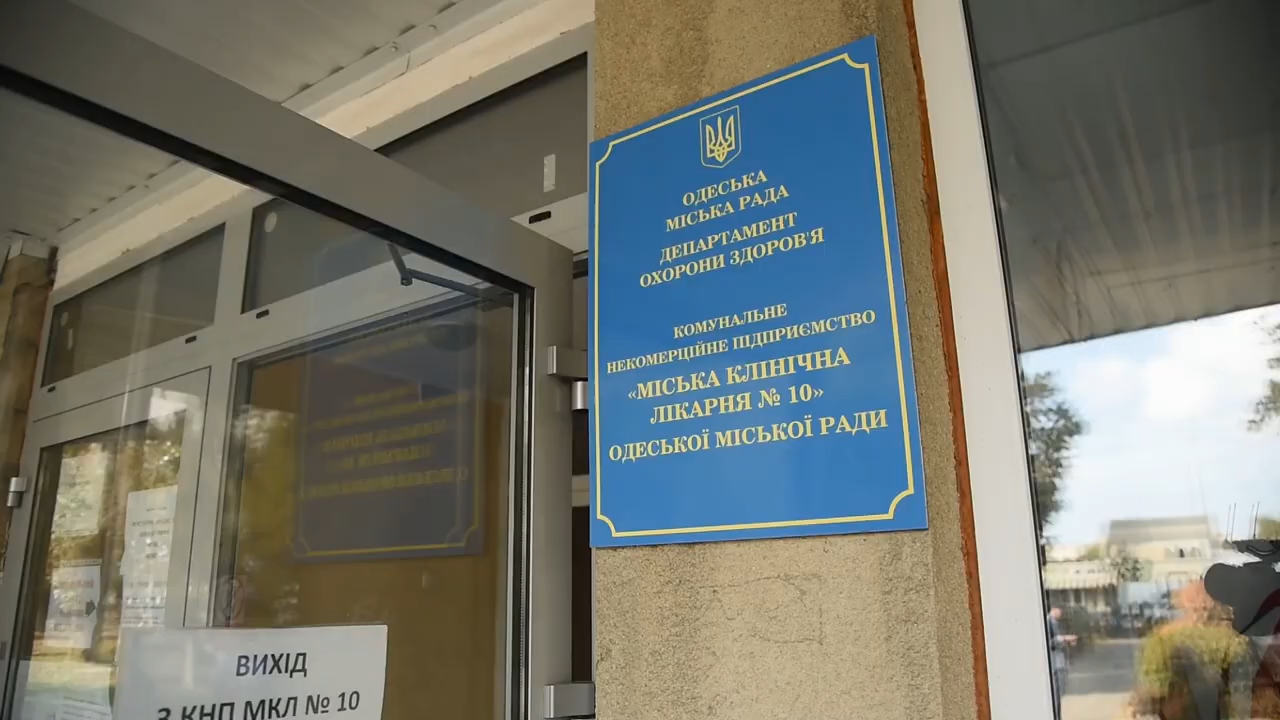 ОДЕСЬКА
МІСЬКА РАДА
ДЕПАРТАМЕНТ
ОХОРОНИ ЗДОРОВ'Я
КОМУНАЛЬНЕ
НЕКОМЕРЦІЙНЕ ПІДПРИЄМСТВО
«МІСЬКА КЛІНІЧНА
ЛІКАРНЯ № 10»
ОДЕСЬКОЇ МІСЬКОЇ РАДИ
ВИХІД
З КНП МКЛ № 10